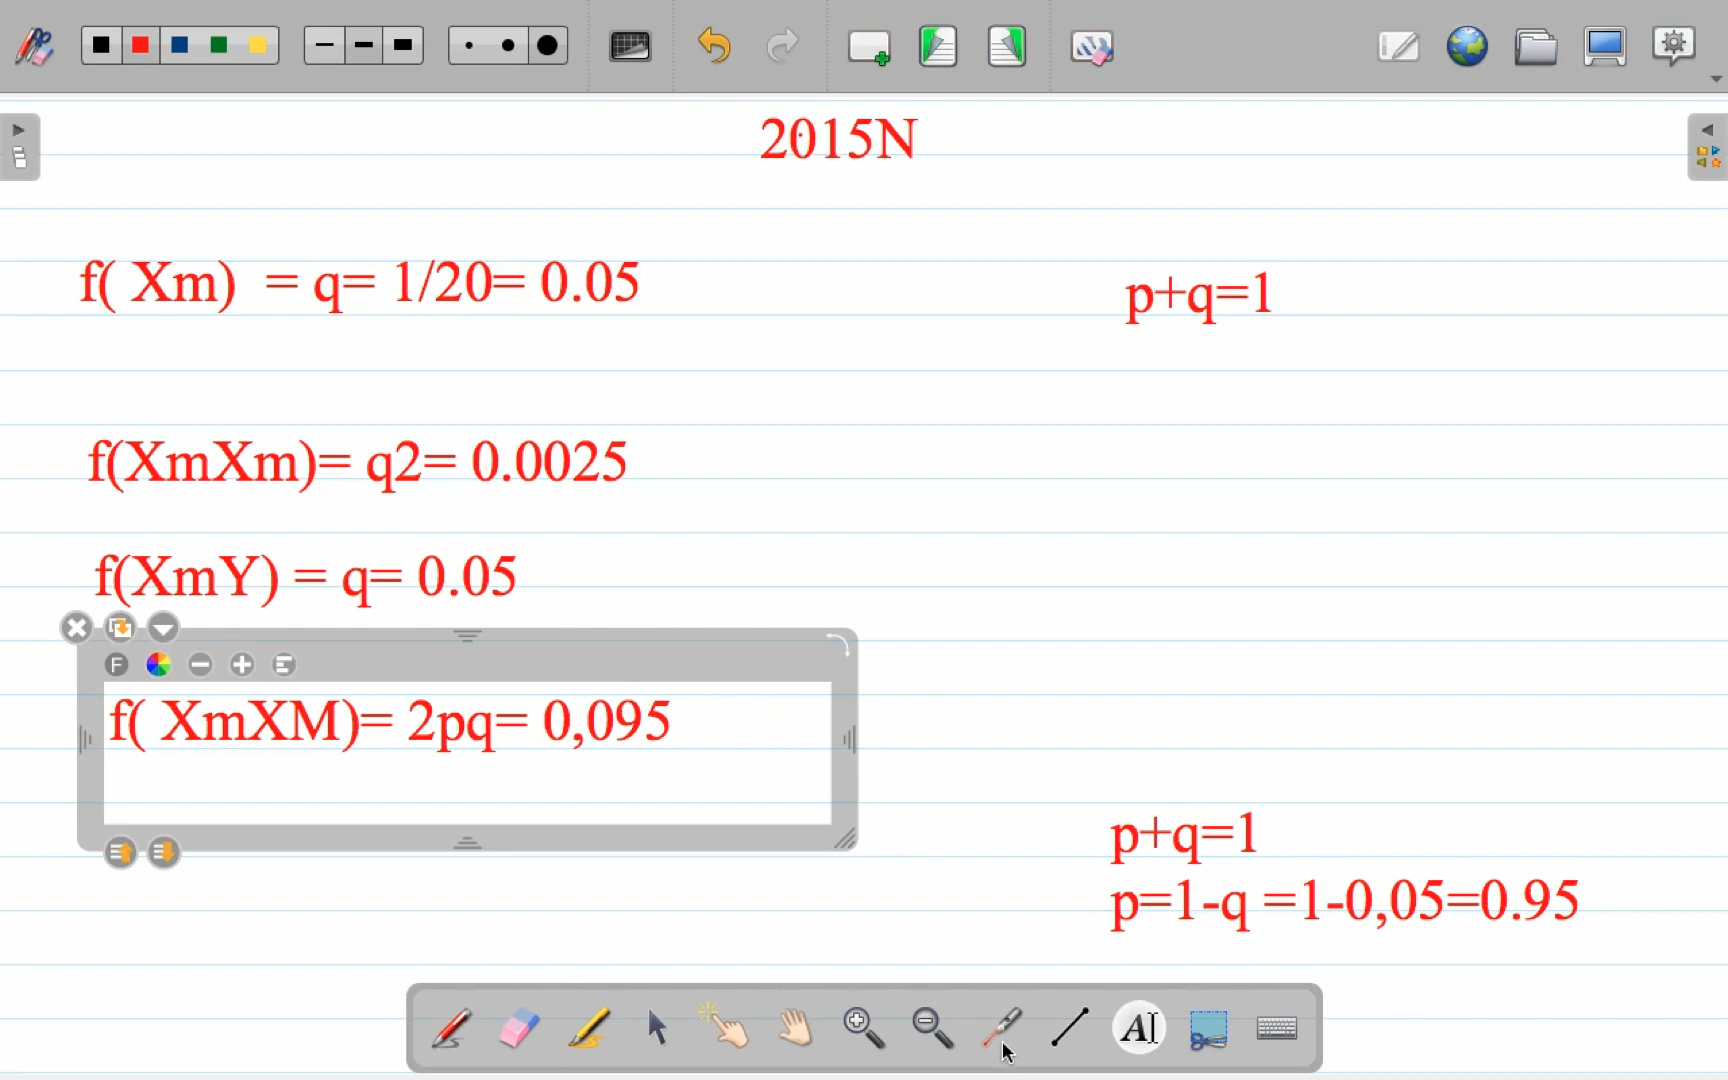 2015N
f( Xm)  = q= 1/20= 0.05
p+q=1
f(XmXm)= q2= 0.0025
f(XmY) = q= 0.05
F
f( XmXM)= 2pq= 0,095
p+q=1
p=1-q =1-0,05=0.95
A